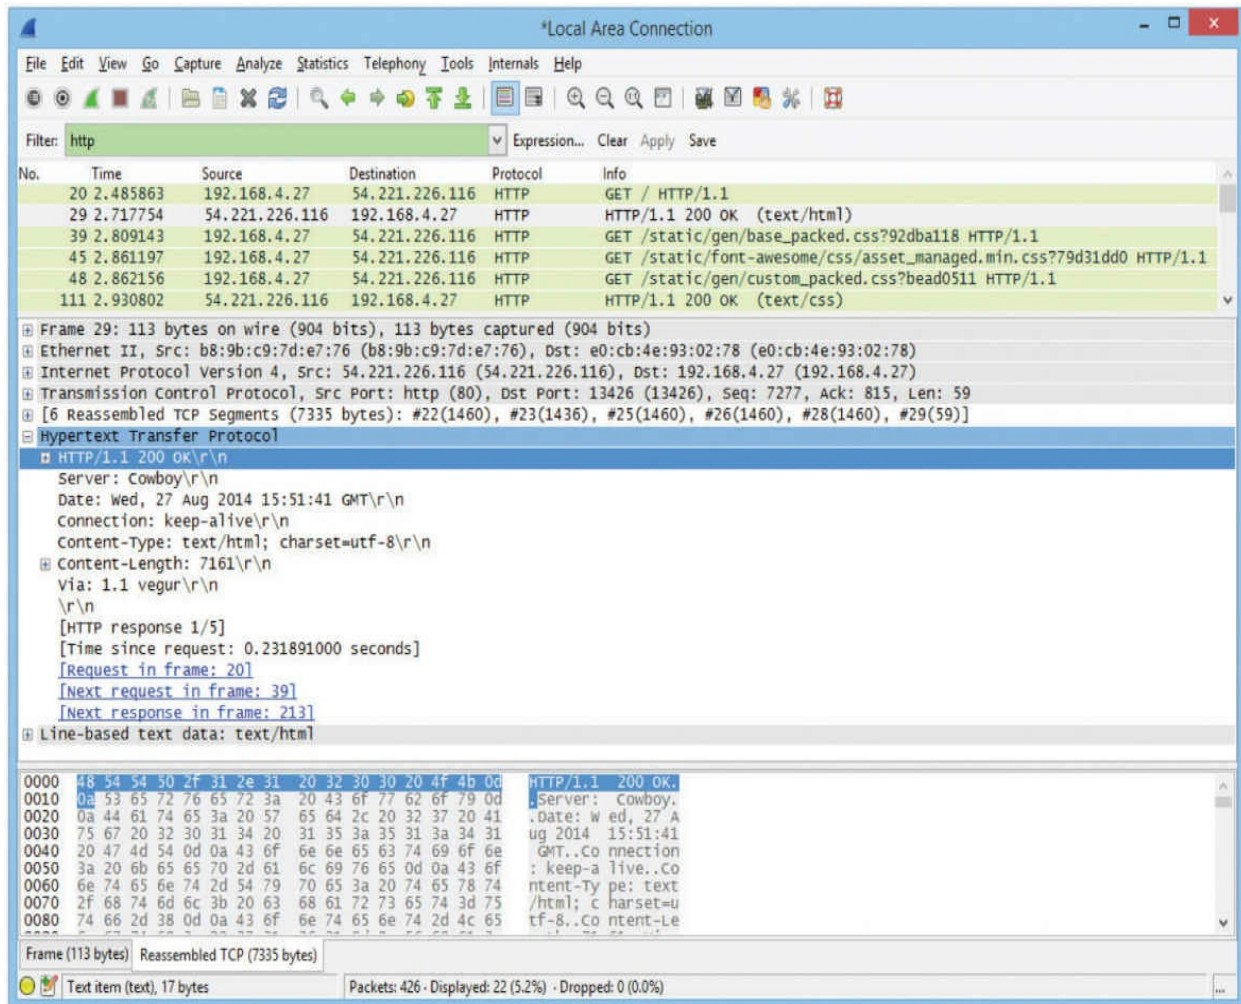 *Local Area Connection
File Edit View Go Capture Analyze Statistics Telephony Tools Internals Help
Filter: http Expression... Clear Apply Save
No. Time Source Destination Protocol Info
20 2.485863 192.168.4.27 54.221.226.116 HTTP GET / HTTP/1.1
29 2.717754 54.221.226.116 192.168.4.27 HTTP HTTP/1.1 200 OK (text/html)
39 2.809143 192.168.4.27 54.221.226.116 HTTP GET /static/gen/base_packed.css?92dba118 HTTP/1.1
45 2.861197 192.168.4.27 54.221.226.116 HTTP GET /static/font-awesome/css/asset_managed.min.css?79d31dd0 HTTP/1.1
48 2.862156 192.168.4.27 54.221.226.116 HTTP GET /static/gen/custom_packed.css?bead0511 HTTP/1.1
111 2.930802 54.221.226.116 192.168.4.27 HTTP HTTP/1.1 200 OK (text/css)
Frame 29: 113 bytes on wire (904 bits), 113 bytes captured (904 bits)
Ethernet II, Src: b8:9b:c9:7d:e7:76 (b8:9b:c9:7d:e7:76), Dst: e0:cb:4e:93:02:78 (e0:cb:4e:93:02:78)
Internet Protocol Version 4, Src: 54.221.226.116 (54.221.226.116), Dst: 192.168.4.27 (192.168.4.27)
Transmission Control Protocol, Src Port: http (80), Dst Port: 13426 (13426), Seq: 7277, Ack: 815, Len: 59
[6 Reassembled TCP Segments (7335 bytes): #22(1460), #23(1436), #25(1460), #26(1460), #28(1460), #29(59)]
Hypertext Transfer Protocol
HTTP/1.1 200 OK\r\n
Server: Cowboy\r\n
Date: Wed, 27 Aug 2014 15:51:41 GMT\r\n
Connection: keep-alive\r\n
Content-Type: text/html; charset=utf-8\r\n
Content-Length: 7161\r\n
Via: 1.1 vegur\r\n
\r\n
[HTTP response 1/5]
[Time since request: 0.231891000 seconds]
[Request in frame: 20]
[Next request in frame: 39]
[Next response in frame: 213]
Line-based text data: text/html
0000 48 54 54 50 2f 31 2e 31 20 32 30 30 20 4f 4b 0d HTTP/1.1 200 OK.
0010 0a 53 65 72 76 65 72 3a 20 43 6f 77 62 6f 79 0d .Server: Cowboy.
0020 0a 44 61 74 65 3a 20 57 65 64 2c 20 32 37 20 41 .Date: W ed, 27 A
0030 75 67 20 32 30 31 34 20 31 35 3a 35 31 3a 34 31 ug 2014 15:51:41
0040 20 47 4d 54 0d 0a 43 6f 6e 6e 65 63 74 69 6f 6e GMT..Co nnection
0050 3a 20 6b 65 65 70 2d 61 6c 69 76 65 0d 0a 43 6f : keep-a live..Co
0060 6e 74 65 6e 74 2d 54 79 70 65 3a 20 74 65 78 74 ntent-Ty pe: text
0070 2f 68 74 6d 6c 3b 20 63 68 61 72 73 65 74 3d 75 /html; c harset=u
0080 74 66 2d 38 0d 0a 43 6f 6e 74 65 6e 74 2d 4c 65 tf-8..Co ntent-Le
Frame (113 bytes) Reassembled TCP (7335 bytes)
Text item (text), 17 bytes Packets: 426 · Displayed: 22 (5.2%) · Dropped: 0 (0.0%)